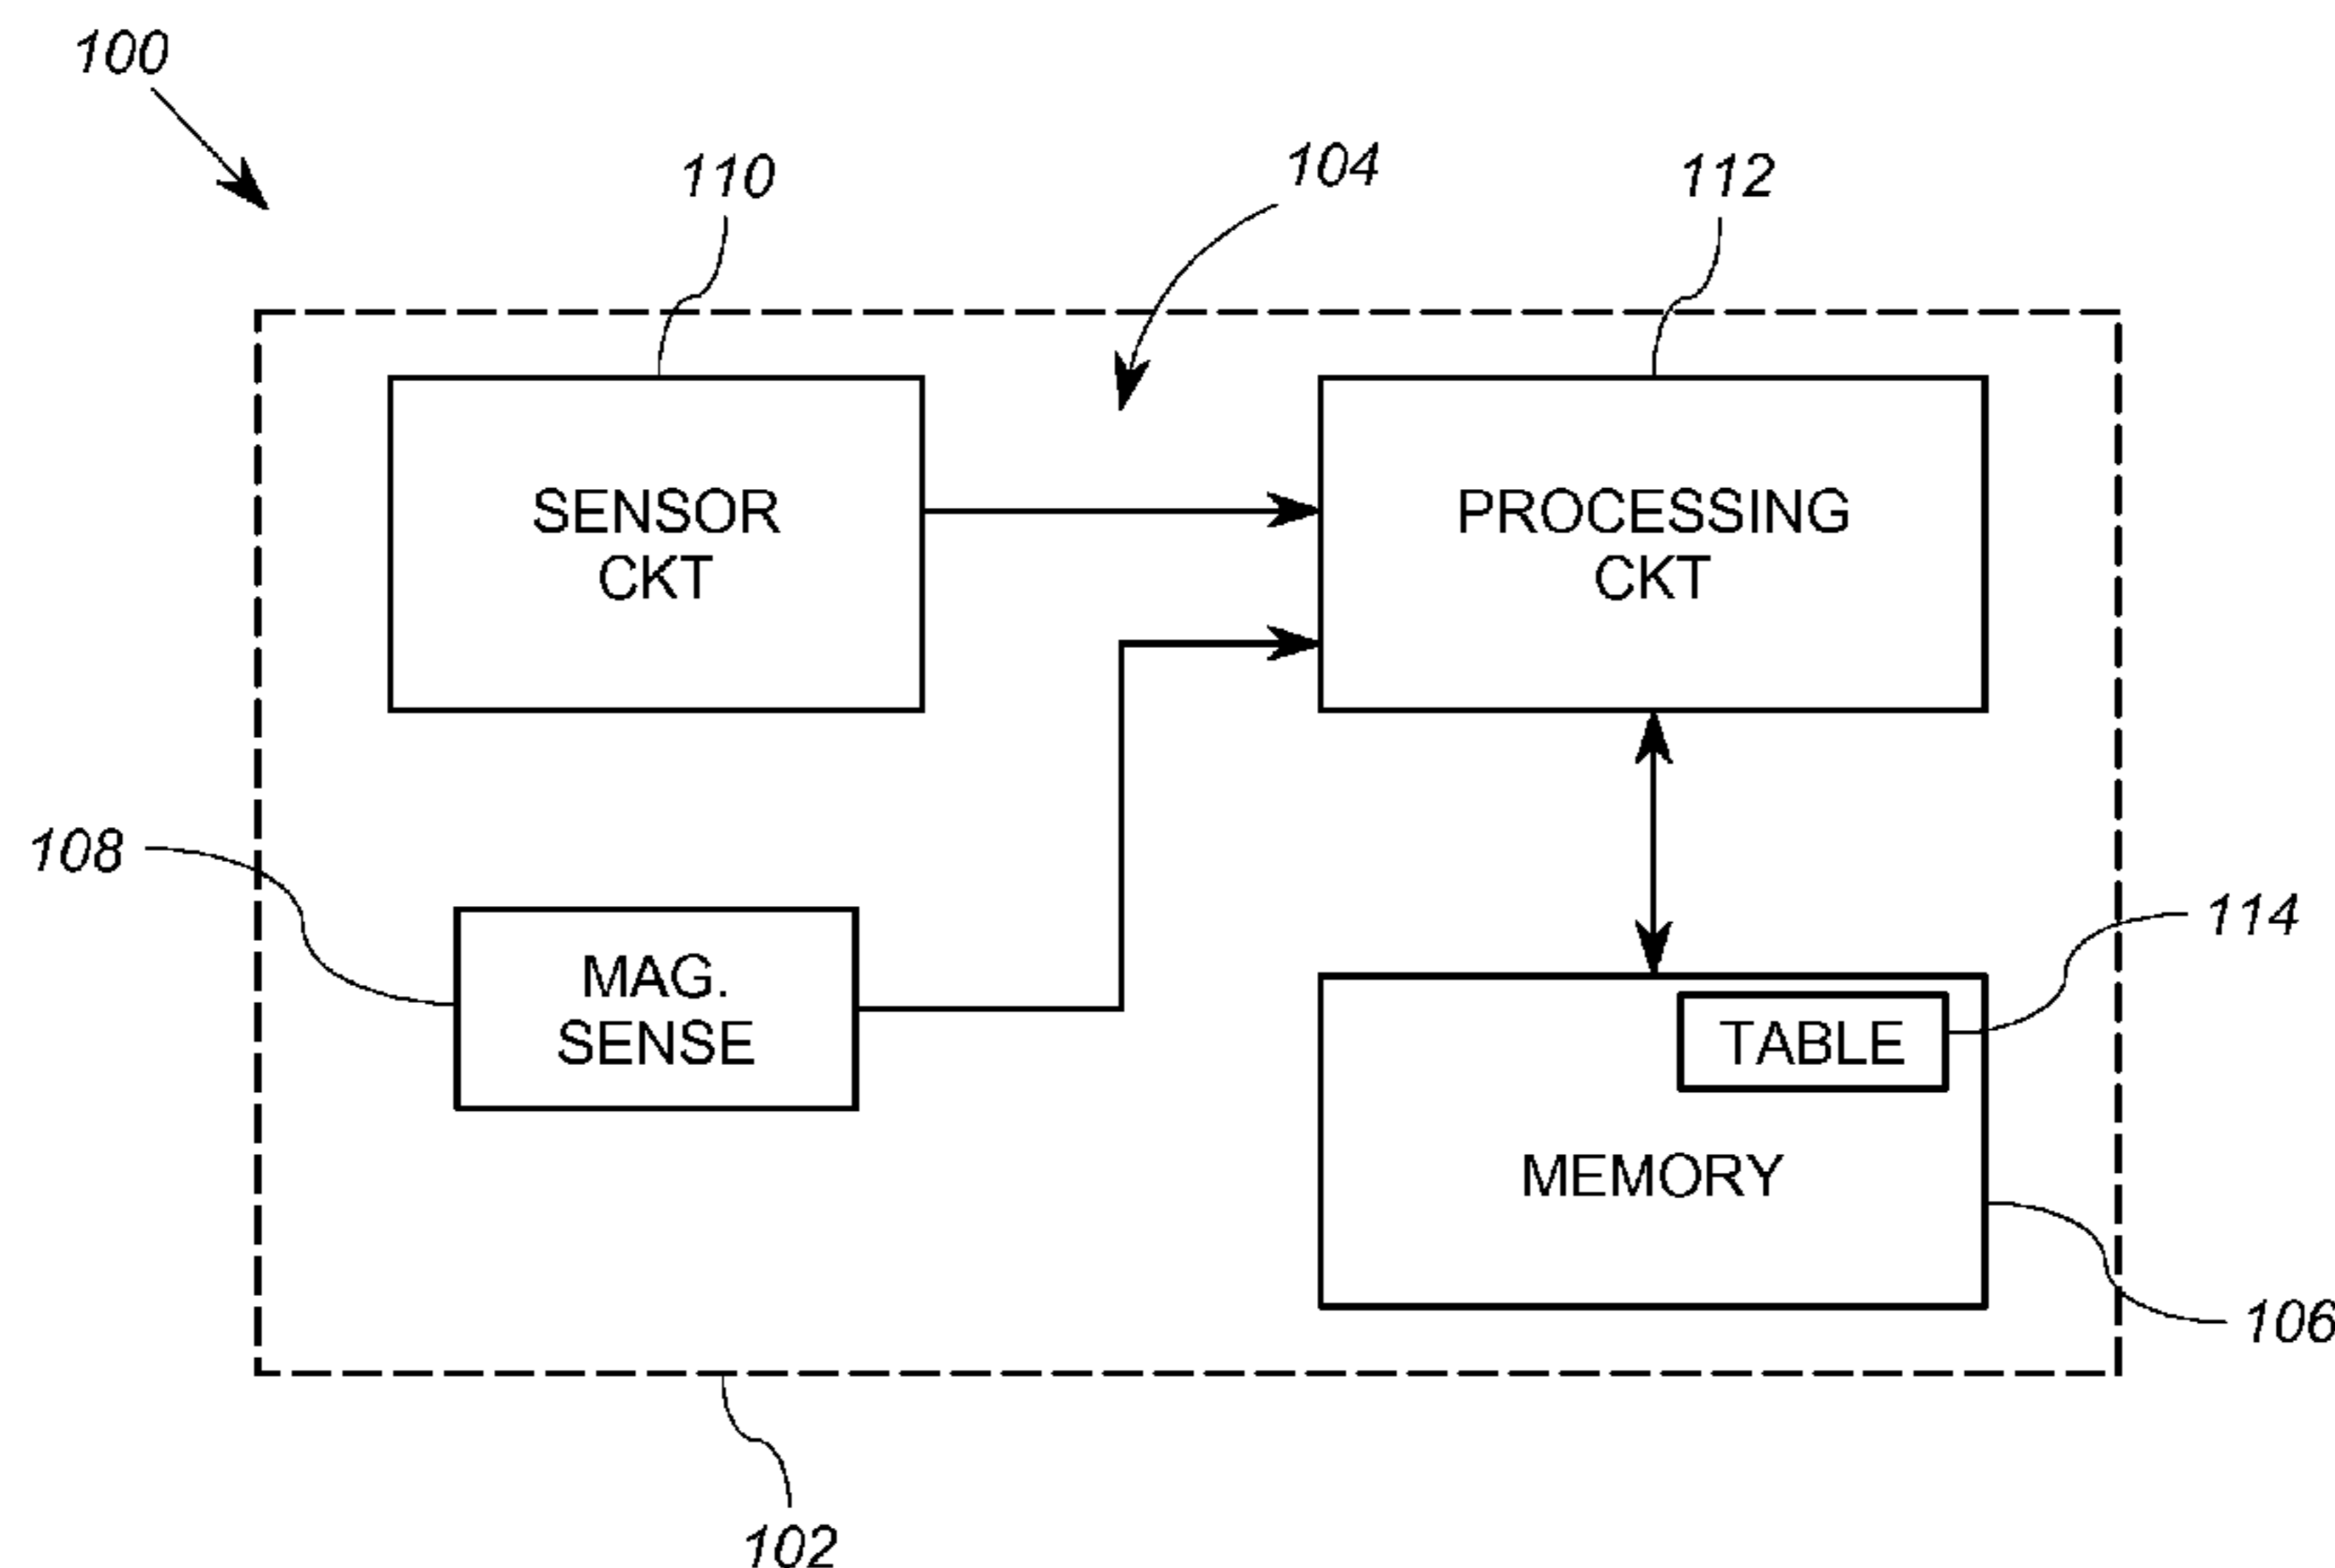 100
110
104
112
SENSOR
CKT
PROCESSING
CKT
108
MAG.
SENSE
114
TABLE
MEMORY
106
102